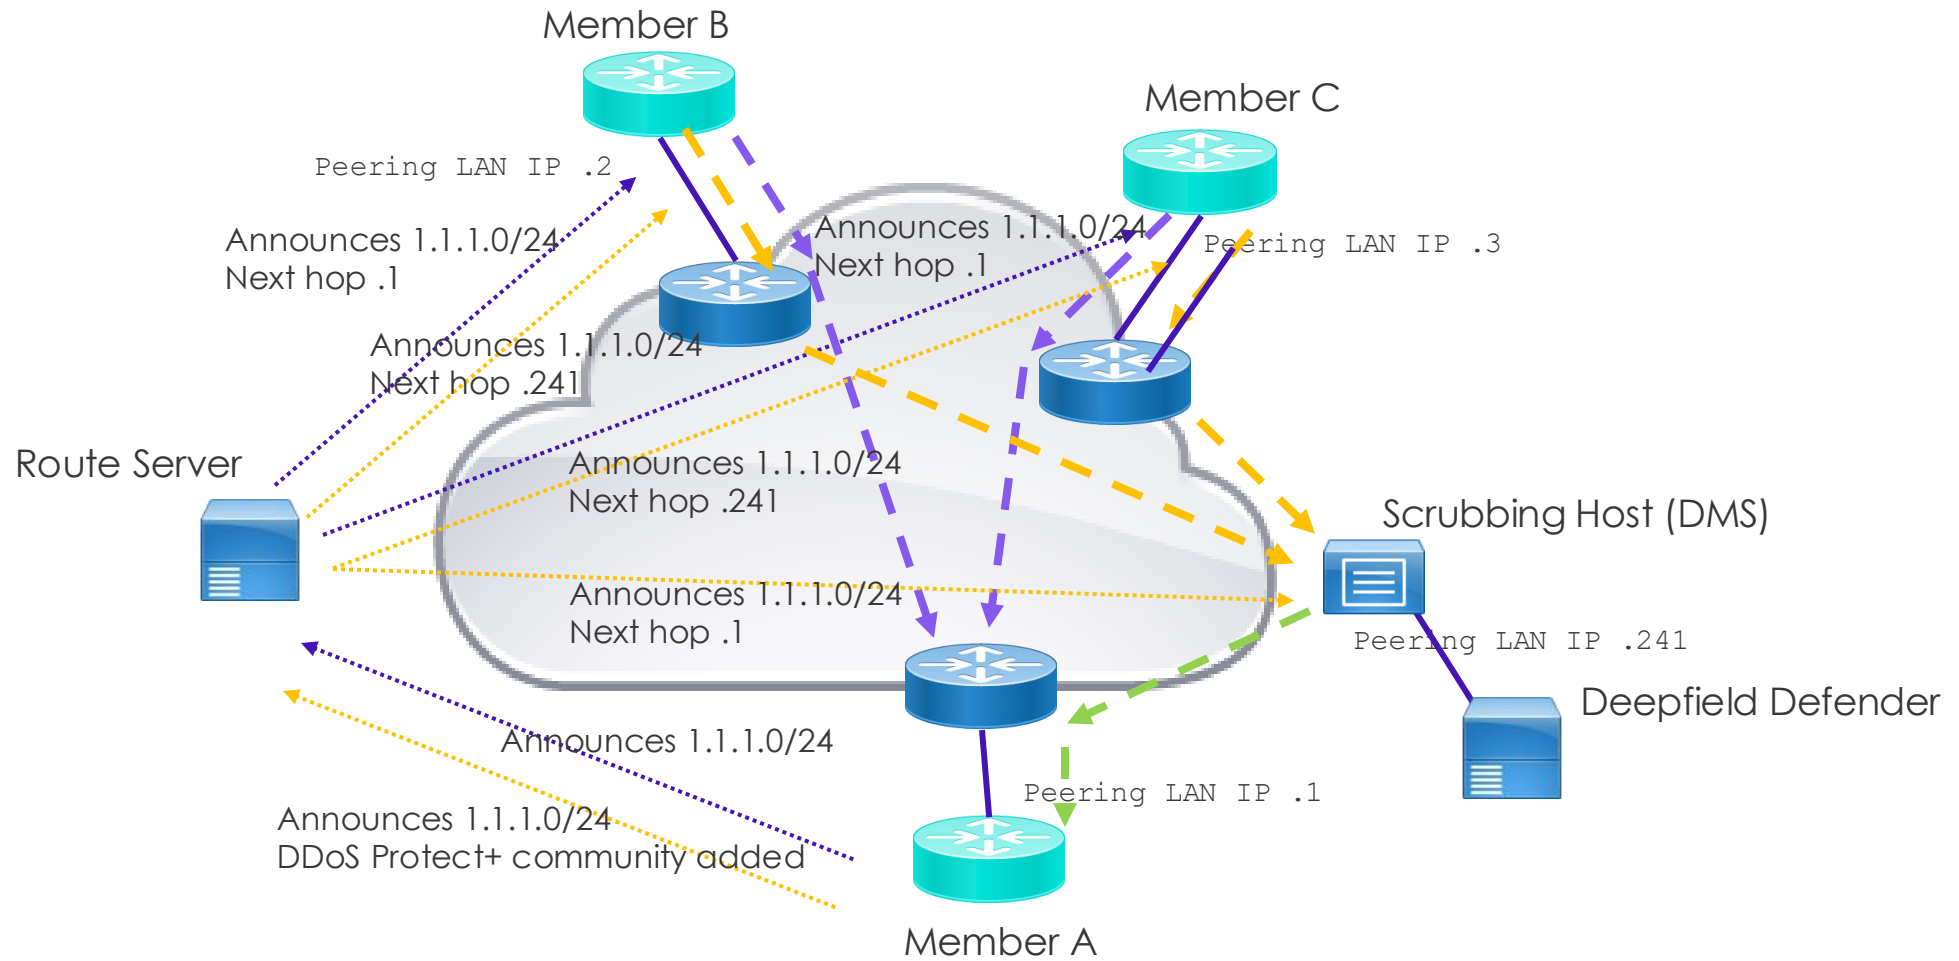 Member B
Member C
Peering LAN IP .2
Announces 1.1.1.0/24
Next hop .1
Announces 1.1.1.0/24
Next hop .1
Peering LAN IP .3
Announces 1.1.1.0/24
Next hop .241
Route Server
Announces 1.1.1.0/24
Next hop .241
Scrubbing Host (DMS)
Announces 1.1.1.0/24
Next hop .1
Peering LAN IP .241
Deepfield Defender
Announces 1.1.1.0/24
Peering LAN IP .1
Announces 1.1.1.0/24
DDoS Protect+ community added
Member A